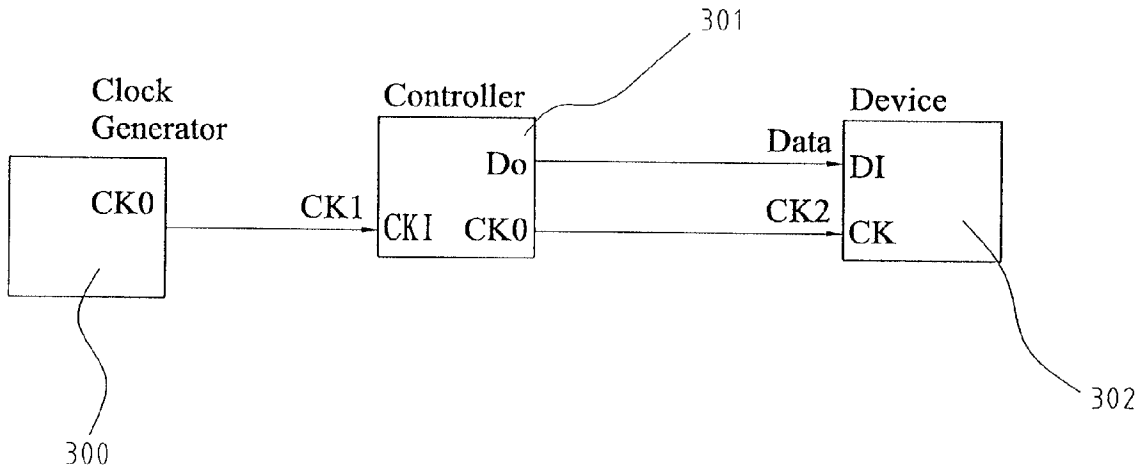 301
Clock
Generator
Controller
Device
Do
Data
DI
CK0
CK1
CKI
CK0
CK2
CK
300
302